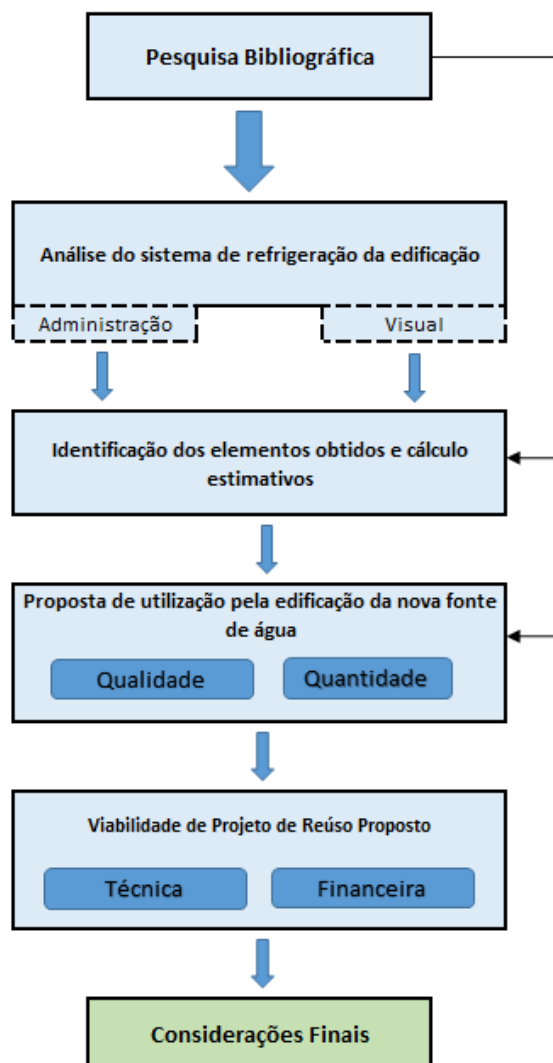 Pesquisa Bibliográfica
Análise do sistema de refrigeração da edificação
Administração
Visual
Identificação dos elementos obtidos e cálculo
estimativos
Proposta de utilização pela edificação da nova fonte
de água
Qualidade
Quantidade
Viabilidade de Projeto de Reúso Proposto
Técnica
Financeira
Considerações Finais